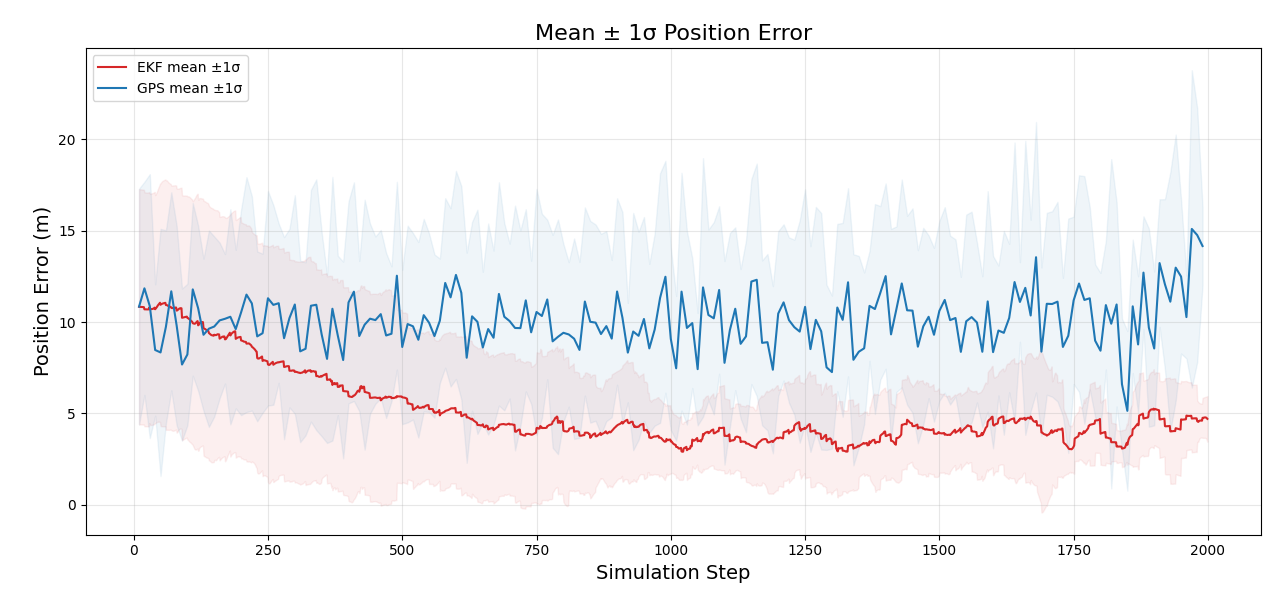 Mean ± 1σ Position Error
EKF mean ±1σ
GPS mean ±1σ
Position Error (m)
20
15
10
5
0
0 250 500 750 1000 1250 1500 1750 2000
Simulation Step